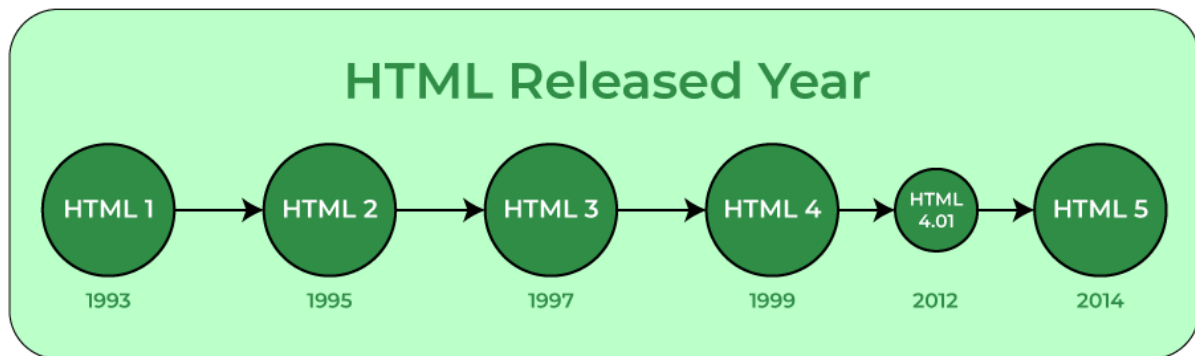 HTML Released Year
HTML 1
HTML 2
HTML 3
HTML 4
HTML
4.01
HTML 5
1993
1995
1997
1999
2012
2014